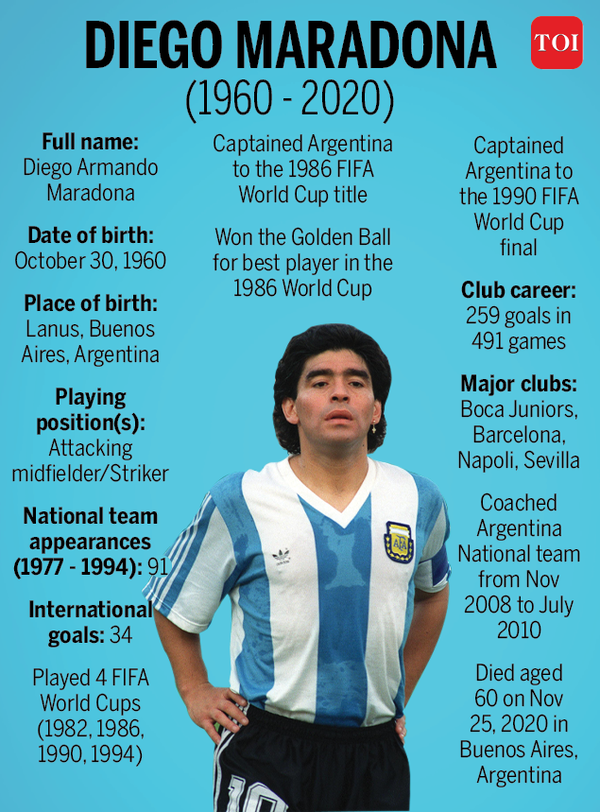 DIEGO MARADONA
TOI
(1960 - 2020)
Full name:
Diego Armando
Maradona
Date of birth:
October 30, 1960
Place of birth:
Lanus, Buenos
Aires, Argentina
Playing
position(s):
Attacking
midfielder/Striker
National team
appearances
(1977 - 1994): 91
International
goals: 34
Played 4 FIFA
World Cups
(1982, 1986,
1990, 1994)
Captained Argentina
to the 1986 FIFA
World Cup title
Won the Golden Ball
for best player in the
1986 World Cup
Captained
Argentina to
the 1990 FIFA
World Cup
final
Club career:
259 goals in
491 games
Major clubs:
Boca Juniors,
Barcelona,
Napoli, Sevilla
Coached
Argentina
National team
from Nov
2008 to July
2010
Died aged
60 on Nov
25, 2020 in
Buenos Aires,
Argentina
adidas
AFA
10